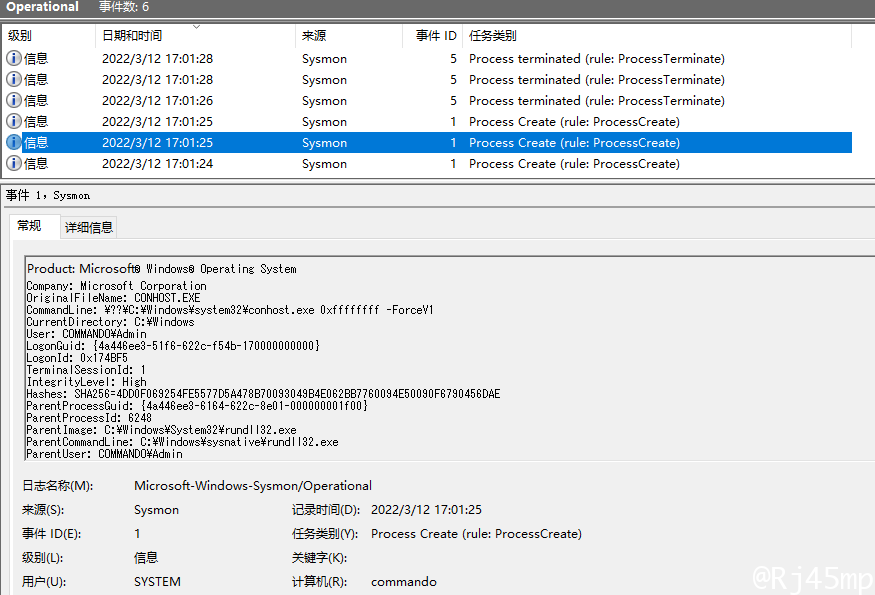 Operational 事件数: 6
级别 日期和时间 来源 事件 ID 任务类别
信息 2022/3/12 17:01:28 Sysmon 5 Process terminated (rule: ProcessTerminate)
信息 2022/3/12 17:01:28 Sysmon 5 Process terminated (rule: ProcessTerminate)
信息 2022/3/12 17:01:26 Sysmon 5 Process terminated (rule: ProcessTerminate)
信息 2022/3/12 17:01:25 Sysmon 1 Process Create (rule: ProcessCreate)
信息 2022/3/12 17:01:25 Sysmon 1 Process Create (rule: ProcessCreate)
信息 2022/3/12 17:01:24 Sysmon 1 Process Create (rule: ProcessCreate)
事件 1，Sysmon
常规 详细信息
Product: Microsoft® Windows® Operating System
Company: Microsoft Corporation
OriginalFileName: CONHOST.EXE
CommandLine: ¥??¥C:¥Windows¥system32¥conhost.exe 0xffffffff -ForceV1
CurrentDirectory: C:¥Windows
User: COMMANDO¥Admin
LogonGuid: {4a446ee3-51f6-622c-f54b-170000000000}
LogonId: 0x174BF5
TerminalSessionId: 1
IntegrityLevel: High
Hashes: SHA256=4DD0F069254FE5577D5A478B70093049B4E062BB7760094E50090F6790456DAE
ParentProcessGuid: {4a446ee3-6164-622c-8e01-000000001f00}
ParentProcessId: 6248
ParentImage: C:¥Windows¥System32¥rundll32.exe
ParentCommandLine: C:¥Windows¥sysnative¥rundll32.exe
ParentUser: COMMANDO¥Admin
日志名称(M): Microsoft-Windows-Sysmon/Operational
来源(S): Sysmon 记录时间(D): 2022/3/12 17:01:25
事件 ID(E): 1 任务类别(Y): Process Create (rule: ProcessCreate)
级别(L): 信息 关键字(K):
用户(U): SYSTEM 计算机(R): commando
@Rj45mp